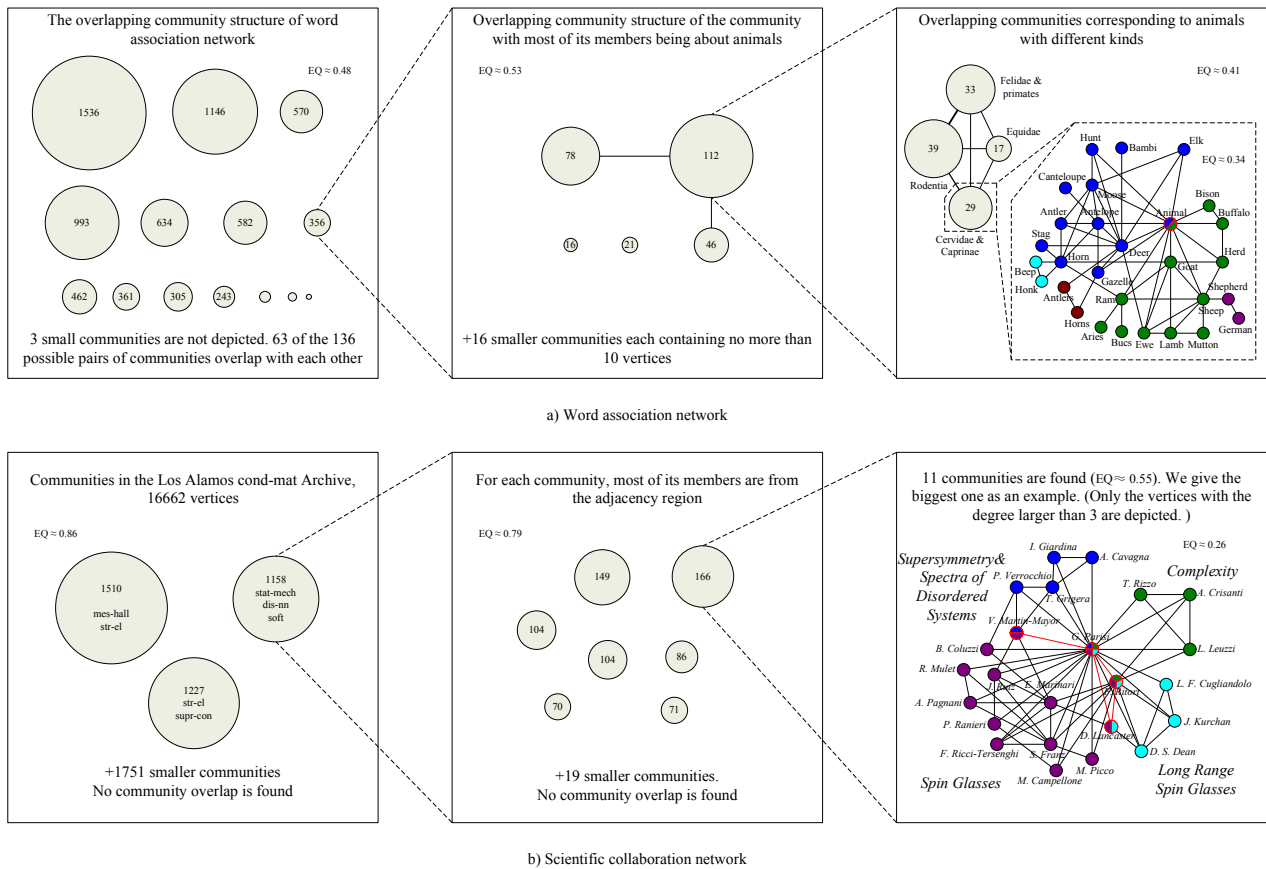 The overlapping community structure of word
association network
EQ ≈ 0.48
1536
1146
570
993
634
582
356
462
361
305
243
3 small communities are not depicted. 63 of the 136
possible pairs of communities overlap with each other
Overlapping community structure of the community
with most of its members being about animals
EQ ≈ 0.53
78
112
16
21
46
+16 smaller communities each containing no more than
10 vertices
Overlapping communities corresponding to animals
with different kinds
EQ ≈ 0.41
33
Felidae &
primates
Equidae
39
17
Rodentia
29
Cervidae &
Caprinae
EQ ≈ 0.34
Hunt
Bambi
Elk
Canteloupe
Moose
Bison
Antler
Antelope
Animal
Buffalo
Stag
Deer
Horn
Goat
Herd
Beep
Honk
Gazelle
Antlers
Ram
Shepherd
Sheep
Horns
German
Aries
Bucs
Ewe
Lamb
Mutton
a) Word association network
Communities in the Los Alamos cond-mat Archive,
16662 vertices
EQ ≈ 0.86
1510
mes-hall
str-el
1158
stat-mech
dis-nn
soft
1227
str-el
supr-con
+1751 smaller communities
No community overlap is found
For each community, most of its members are from
the adjacency region
EQ ≈ 0.79
149
166
104
104
86
70
71
+19 smaller communities.
No community overlap is found
11 communities are found (EQ ≈ 0.55). We give the
biggest one as an example. (Only the vertices with the
degree larger than 3 are depicted. )
EQ ≈ 0.26
Supersymmetry&
Spectra of
Disordered
Systems
Complexity
I. Giardina
A. Cavagna
P. Verrocchio
T. Grigera
T. Rizzo
A. Crisanti
V. Martin-Mayor
G. Parisi
B. Coluzzi
L. Leuzzi
R. Mulet
J. Ruiz
E. Marinari
F. Ritort
L. F. Cugliandolo
A. Pagnani
P. Ranieri
D. Lancaster
J. Kurchan
F. Ricci-Tersenghi
S. Franz
D. S. Dean
M. Campellone
M. Picco
Spin Glasses
Long Range
Spin Glasses
b) Scientific collaboration network